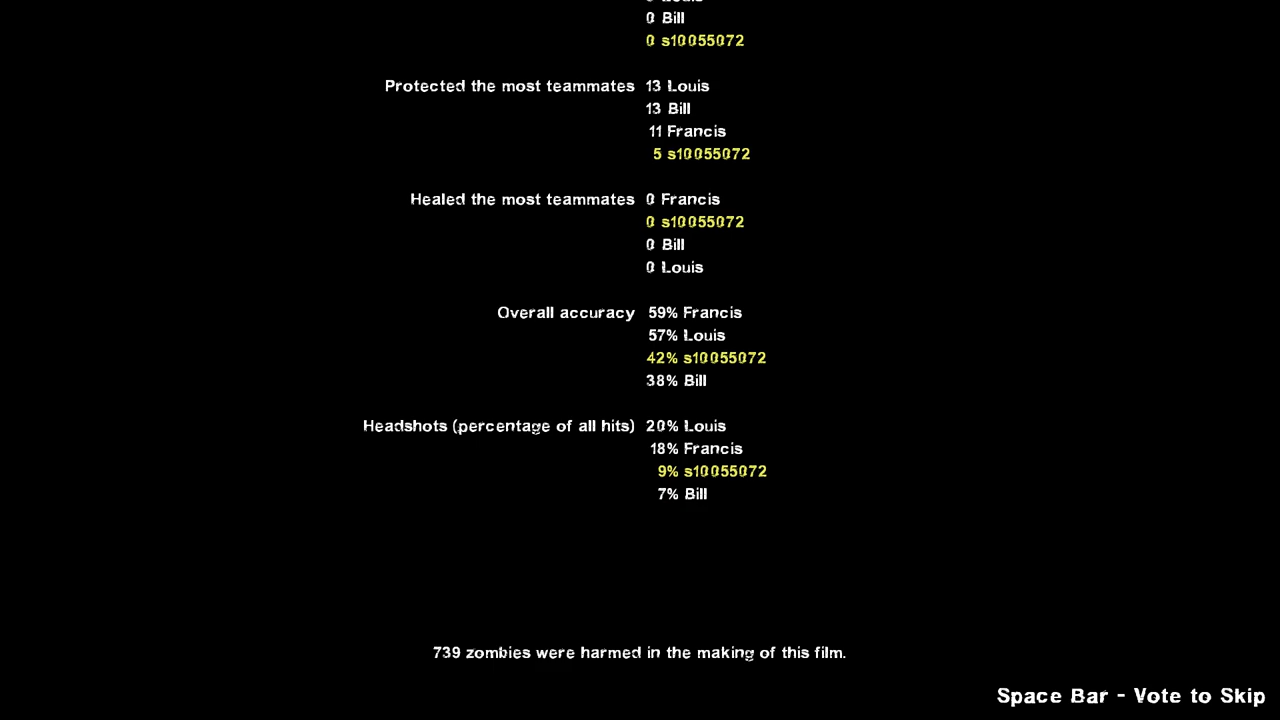 0 Bill
0 s10055072
Protected the most teammates 13 Louis
13 Bill
11 Francis
5 s10055072
Healed the most teammates 0 Francis
0 s10055072
0 Bill
0 Louis
Overall accuracy 59% Francis
57% Louis
42% s10055072
38% Bill
Headshots (percentage of all hits) 20% Louis
18% Francis
9% s10055072
7% Bill
739 zombies were harmed in the making of this film.
Space Bar - Vote to Skip